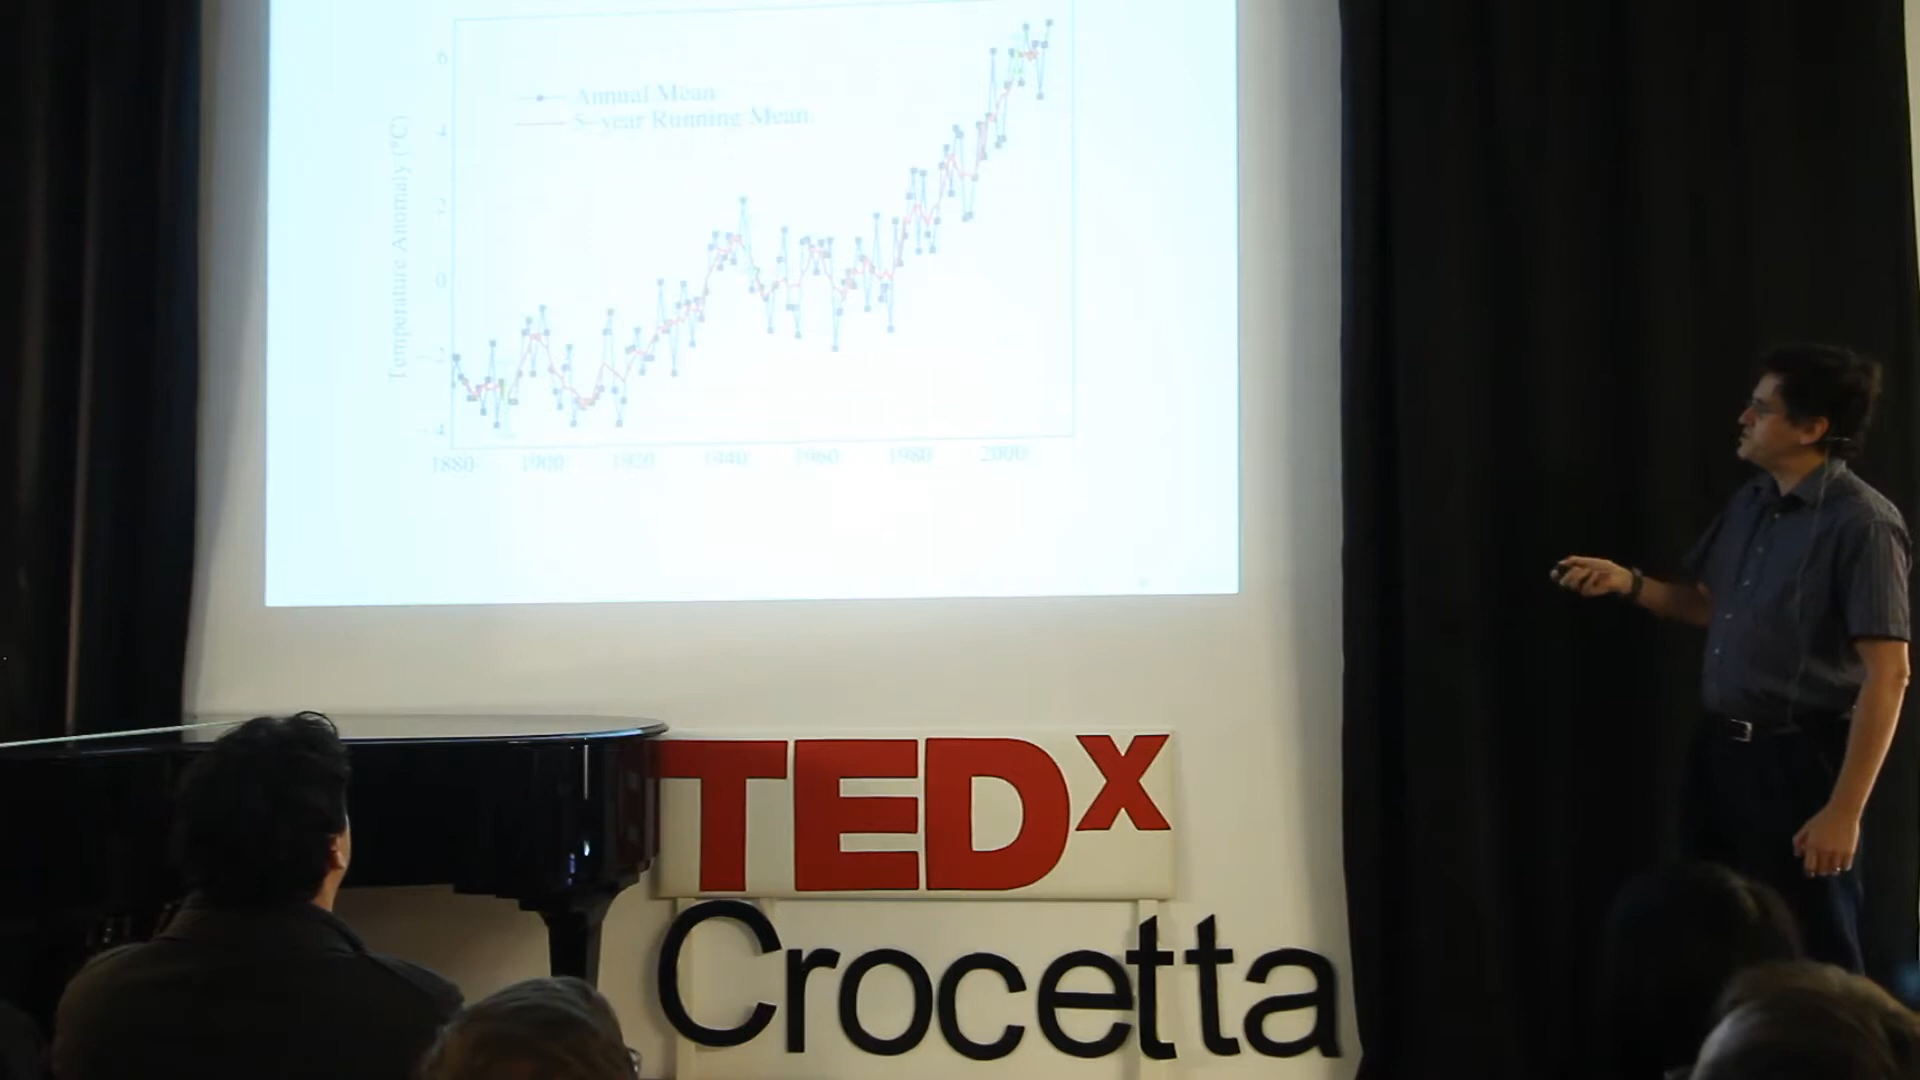 6
Annual Mean
5-year Running Mean
4
Temperature Anomaly (°C)
2
0
-2
-4
1880 1900 1920 1940 1960 1980 2000
TEDx
Crocetta